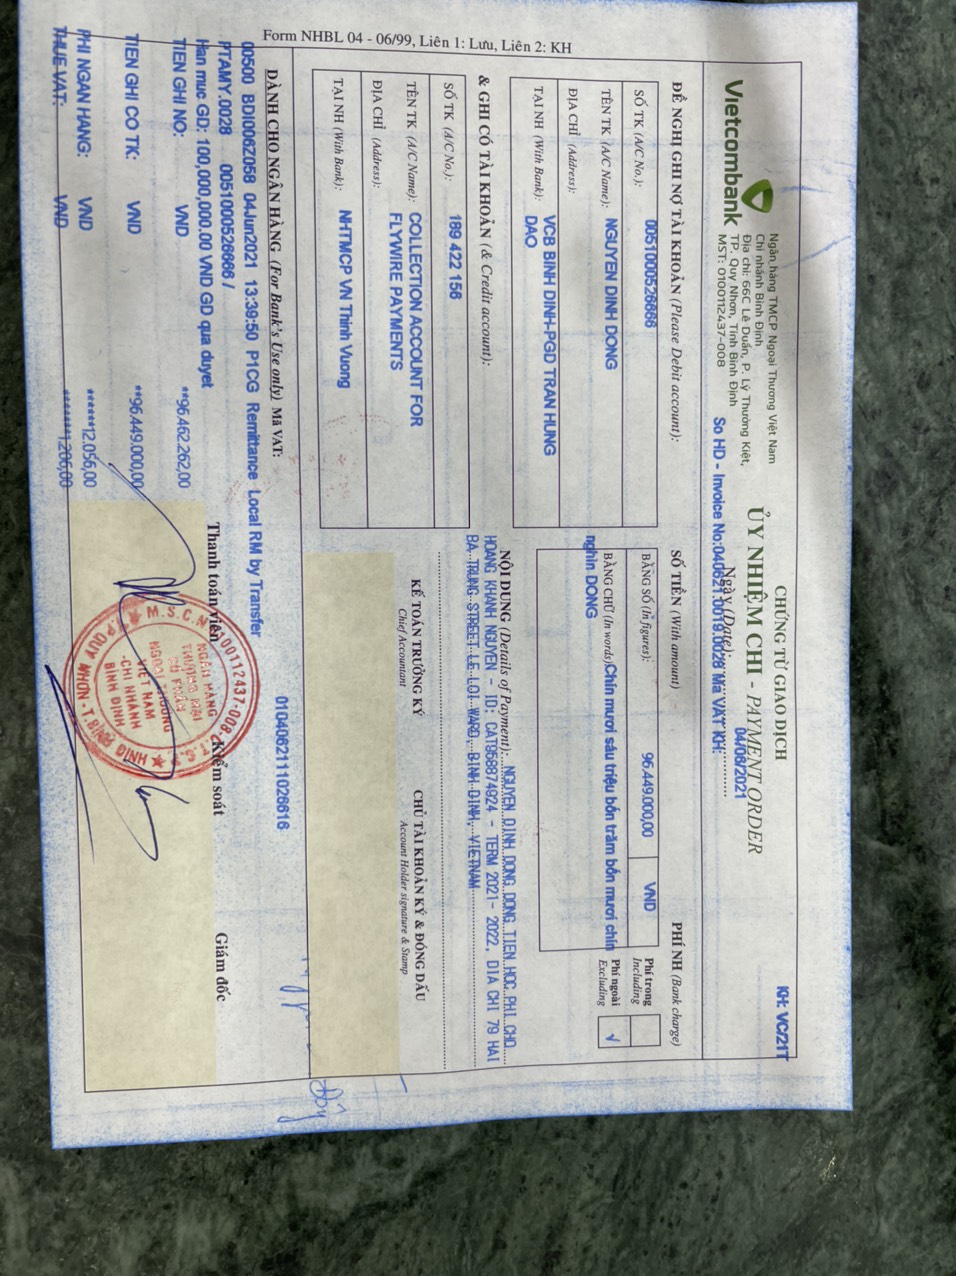 Form NHBL 04 - 06/99, Liên 1: Lưu, Liên 2: KH
Vietcombank
Ngân hàng TMCP Ngoại Thương Việt Nam
Chi nhánh Bình Định
Địa chỉ: 66C Lê Duẩn, P. Lý Thường Kiệt,
TP. Quy Nhơn, Tỉnh Bình Định
MST: 0100112437-008
CHỨNG TỪ GIAO DỊCH
ỦY NHIỆM CHI - PAYMENT ORDER
Ngày (Date): 04/06/2021
KH: VC/21T
So HD - Invoice No:040621.0019.0028 Ma VAT KH:
ĐỀ NGHỊ GHI NỢ TÀI KHOẢN (Please Debit account):
SỐ TK (A/C No.): 0051000526686
TÊN TK (A/C Name): NGUYEN DINH DONG
ĐỊA CHỈ (Address):
TẠI NH (With Bank): VCB BINH DINH-PGD TRAN HUNG
DAO
SỐ TIỀN (With amount)
PHÍ NH (Bank charge)
BẰNG SỐ (In figures): 96.449.000,00 VND
Phí trong
Including
BẰNG CHỮ (In words) Chín mươi sáu triệu bốn trăm bốn mươi chín
nghìn DONG
Phí ngoài
Excluding
√
& GHI CÓ TÀI KHOẢN (& Credit account):
SỐ TK (A/C No.): 189 422 156
TÊN TK (A/C Name): COLLECTION ACCOUNT FOR
FLYWIRE PAYMENTS
ĐỊA CHỈ (Address):
TẠI NH (With Bank): NHTMCP VN Thinh Vuong
NỘI DUNG (Details of Payment): NGUYEN DINH DONG DONG TIEN HOC PHI CHO
HOANG KHANH NGUYEN - ID: CAT958874924 - TERM 2021- 2022. DIA CHI 79 HAI
BA TRUNG STREET LE LOI WARD, BINH DINH, VIETNAM
KẾ TOÁN TRƯỞNG KÝ
Chief Accountant
CHỦ TÀI KHOẢN KÝ & ĐÓNG DẤU
Account Holder signature & Stamp
DÀNH CHO NGÂN HÀNG (For Bank's Use only) Mã VAT:
0104062111026616
00500 BDI006Z058 04Jun2021 13:39:50 P1CG Remittance Local RM by Transfer
PTAMY.0028 0051000526686 /
Han muc GD: 100,000,000.00 VND GD qua duyet
TIEN GHI NO: VND **96.462.262,00
TIEN GHI CO TK: VND **96.449.000,00
PHI NGAN HANG: VND ******12.056,00
THUE VAT: VND *******1.206,00
Thanh toán viên
Kiểm soát
Giám đốc
M.S.C.N: 0100112437-008-C.T.
NGÂN HÀNG
THƯƠNG MẠI
CỔ PHẦN
NGOẠI THƯƠNG
VIỆT NAM
-CHI NHÁNH
BÌNH ĐỊNH
Đông